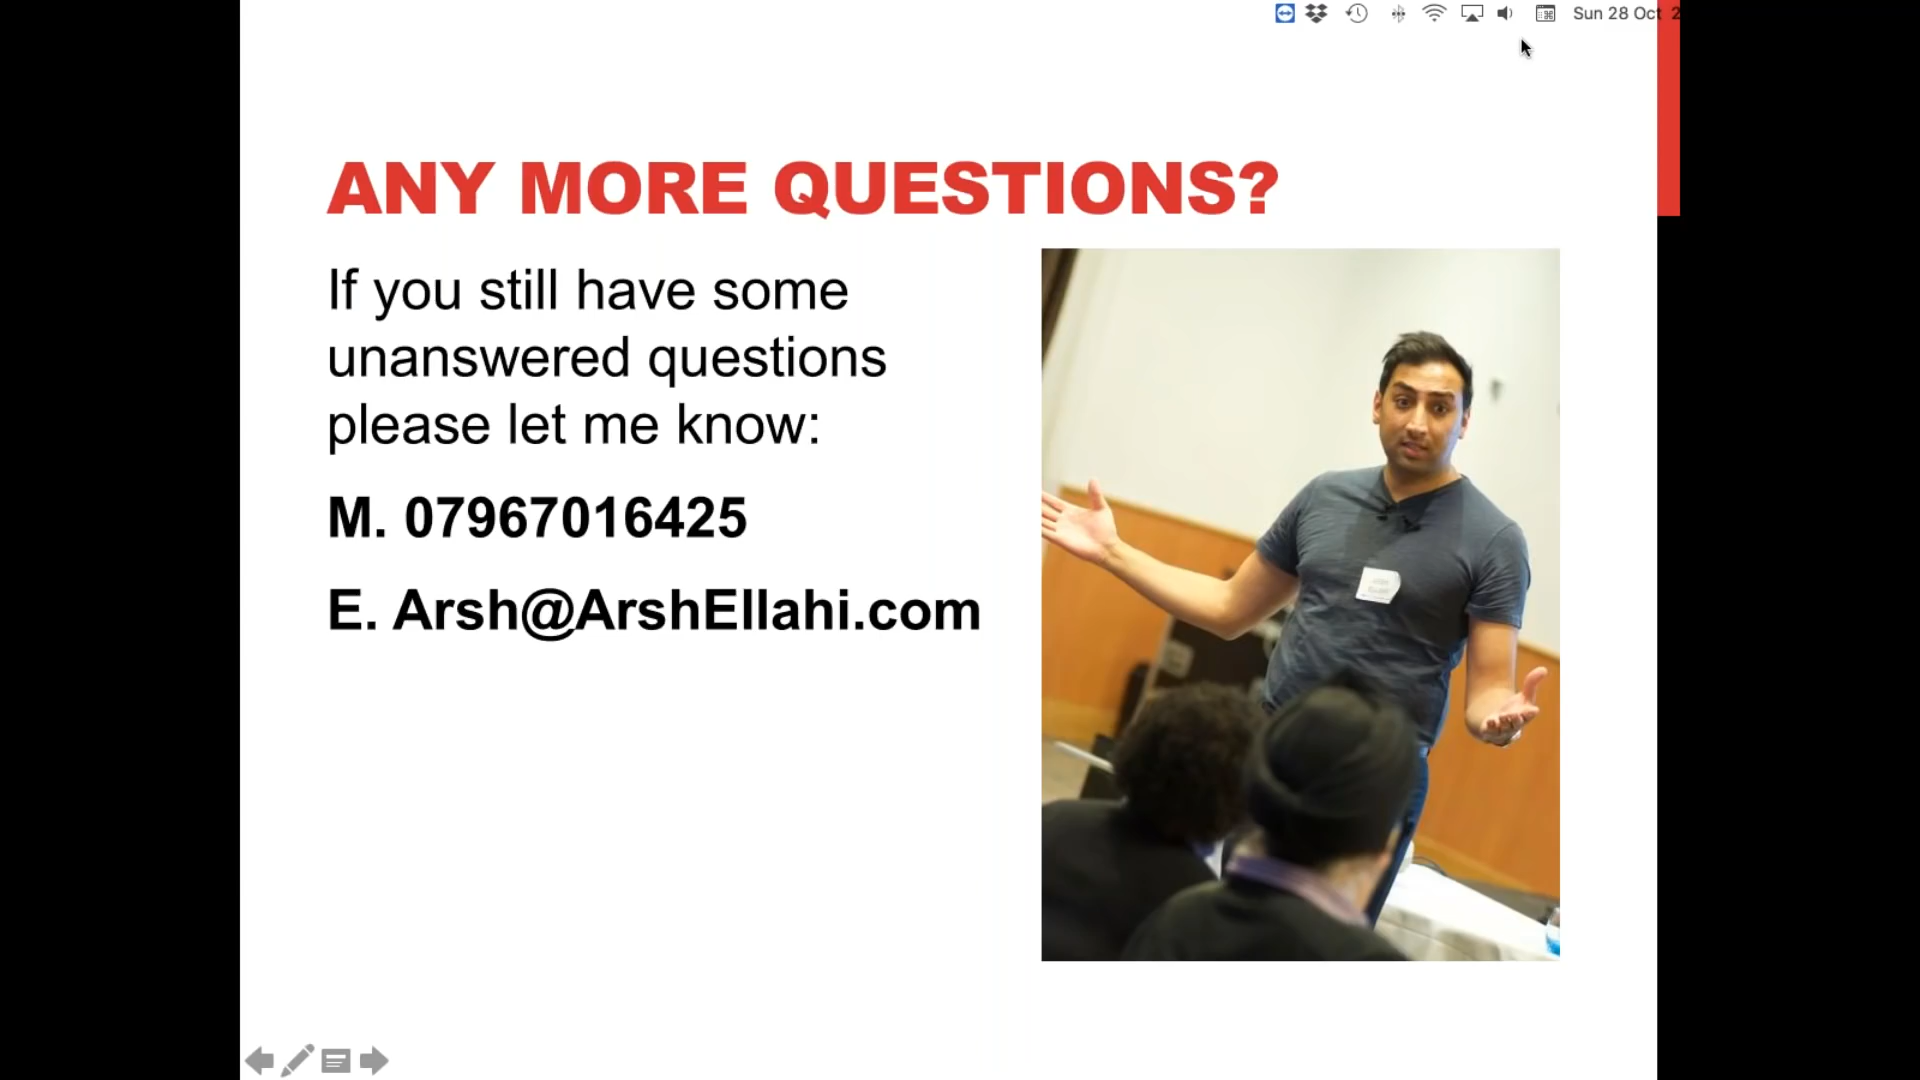 Sun 28 Oct 2
ANY MORE QUESTIONS?
If you still have some
unanswered questions
please let me know:
M. 07967016425
E. Arsh@ArshEllahi.com